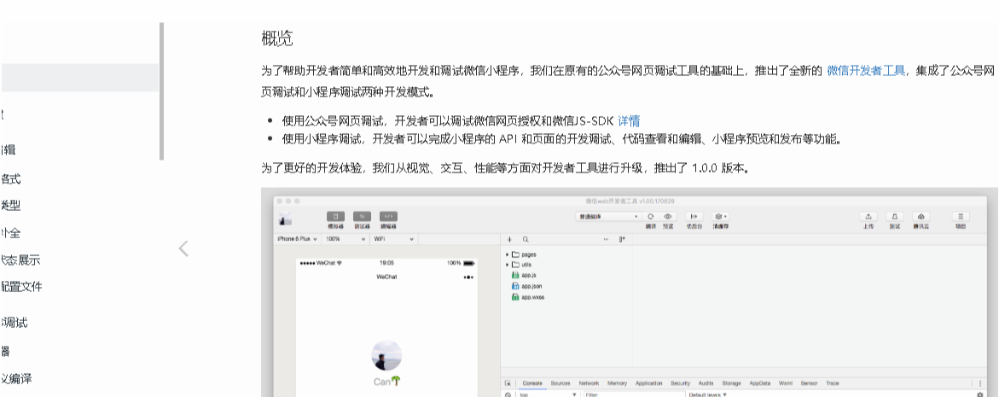 概览
为了帮助开发者简单和高效地开发和调试微信小程序，我们在原有的公众号网页调试工具的基础上，推出了全新的 微信开发者工具，集成了公众号网
页调试和小程序调试两种开发模式。
使用公众号网页调试，开发者可以调试微信网页授权和微信JS-SDK 详情
使用小程序调试，开发者可以完成小程序的 API 和页面的开发调试、代码查看和编辑、小程序预览和发布等功能。
为了更好的开发体验，我们从视觉、交互、性能等方面对开发者工具进行升级，推出了 1.0.0 版本。
辑
格式
类型
补全
状态展示
配置文件
调试
器
义编译
微信web开发者工具 v1.00.170829
模拟器 调试器 编辑器
普通编译
编译 预览 切后台 清缓存
上传 测试 腾讯云 项目
iPhone 6 Plus 100% WiFi
WeChat 19:05 100%
WeChat
Can
pages
utils
app.js
app.json
app.wxss
Console Sources Network Memory Application Security Audits Storage AppData Wxml Sensor Trace
top Filter Default levels